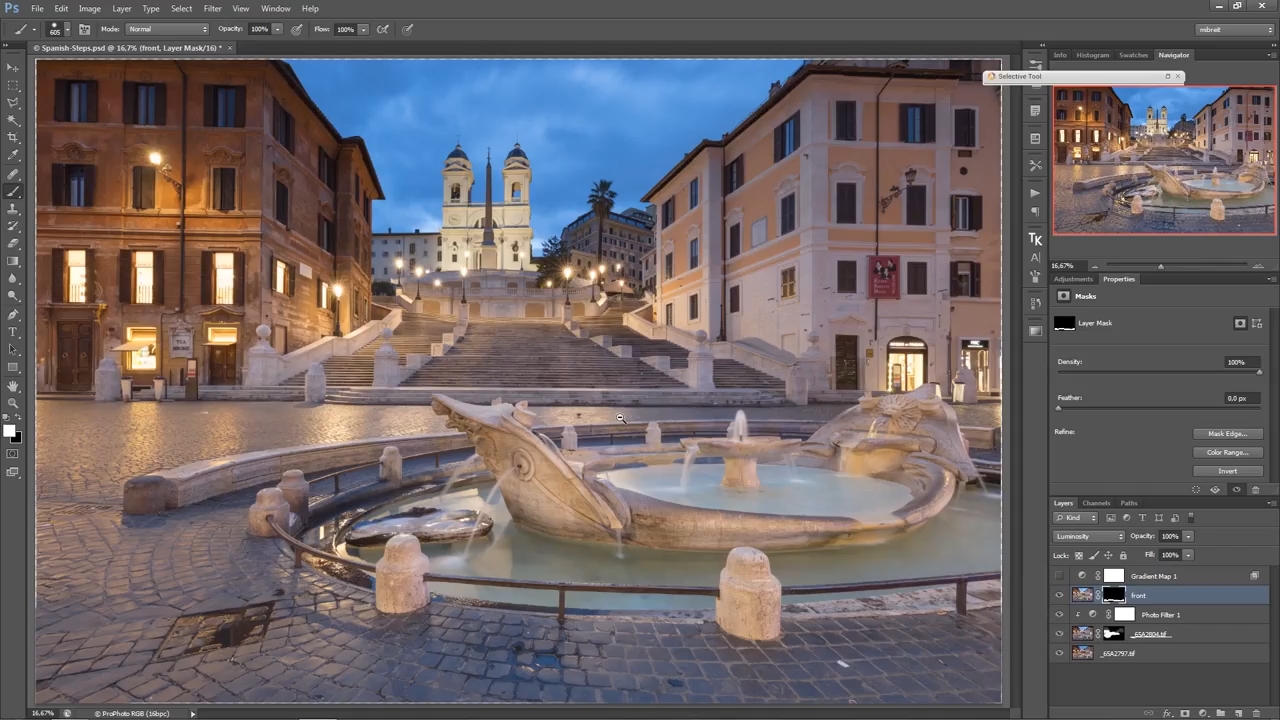 Ps File Edit Image Layer Type Select Filter View Window Help
605 Mode: Normal Opacity: 100% Flow: 100% mbreit
© Spanish-Steps.psd @ 16,7% (front, Layer Mask/16) * ×
Info Histogram Swatches Navigator
Selective Tool
TK
A
16,67%
Adjustments Properties
Masks
Layer Mask
Density: 100%
Feather: 0,0 px
Refine: Mask Edge...
Color Range...
Invert
Layers Channels Paths
Kind
Luminosity Opacity: 100%
Lock: Fill: 100%
Gradient Map 1
front
Photo Filter 1
_65A2804.tif
_65A2797.tif
16,67% © ProPhoto RGB (16bpc)